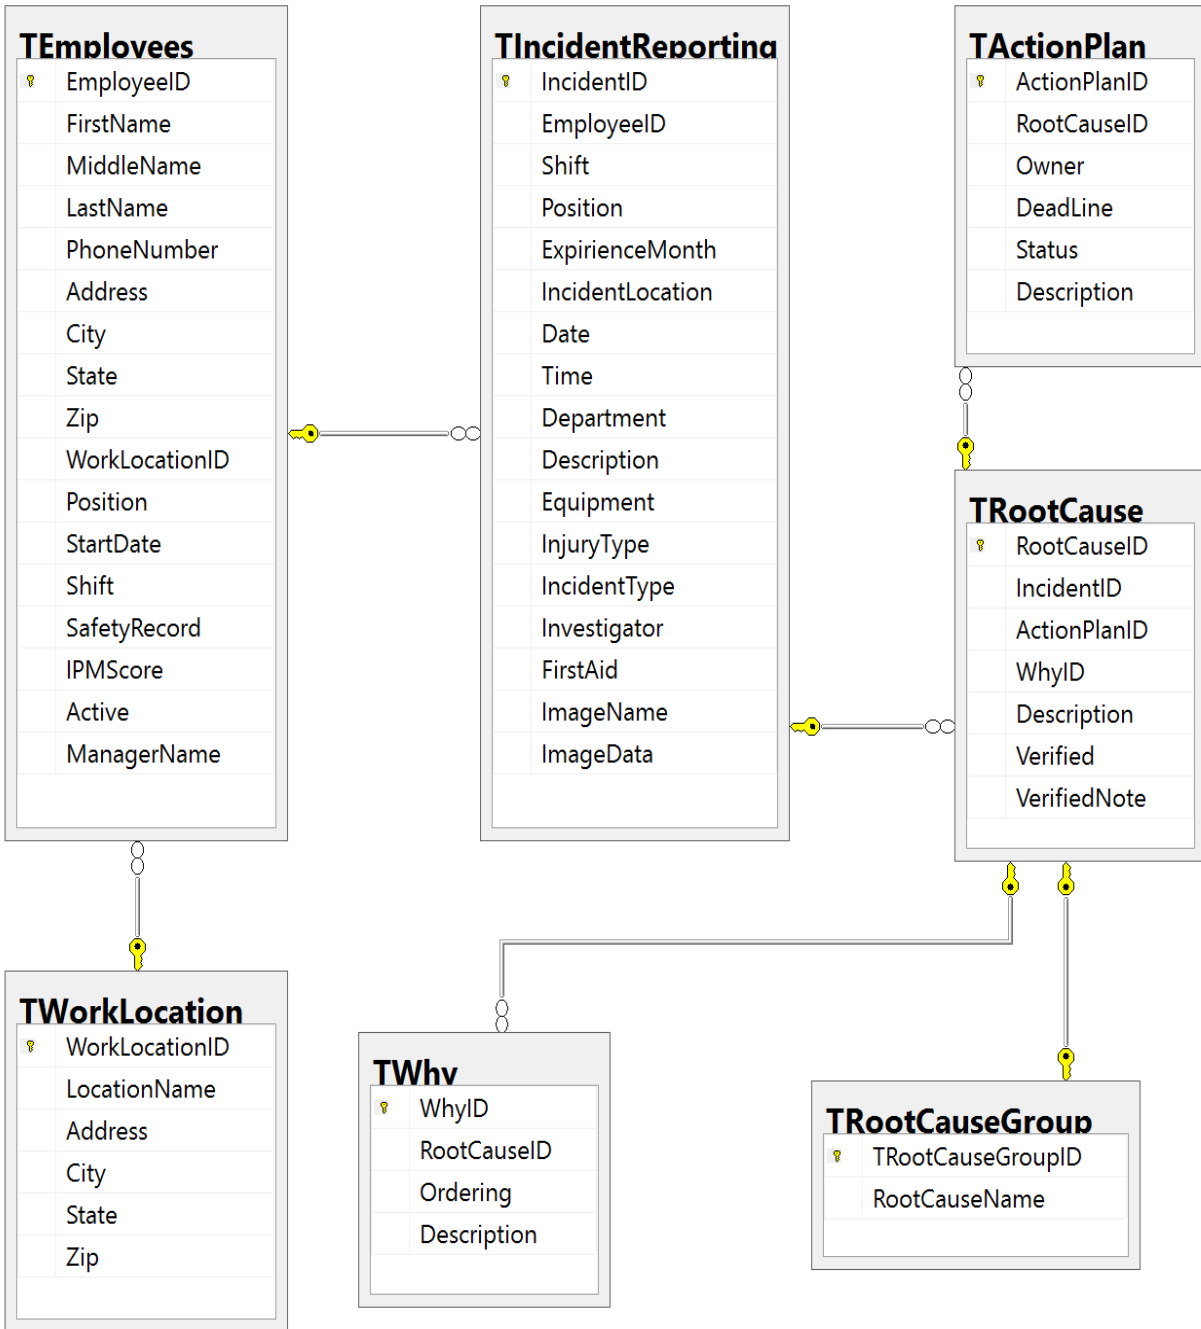 TEmployees
EmployeeID
FirstName
MiddleName
LastName
PhoneNumber
Address
City
State
Zip
WorkLocationID
Position
StartDate
Shift
SafetyRecord
IPMScore
Active
ManagerName
TIncidentReporting
IncidentID
EmployeeID
Shift
Position
ExpirienceMonth
IncidentLocation
Date
Time
Department
Description
Equipment
InjuryType
IncidentType
Investigator
FirstAid
ImageName
ImageData
TActionPlan
ActionPlanID
RootCauseID
Owner
DeadLine
Status
Description
TRootCause
RootCauseID
IncidentID
ActionPlanID
WhyID
Description
Verified
VerifiedNote
TWorkLocation
WorkLocationID
LocationName
Address
City
State
Zip
TWhy
WhyID
RootCauseID
Ordering
Description
TRootCauseGroup
TRootCauseGroupID
RootCauseName